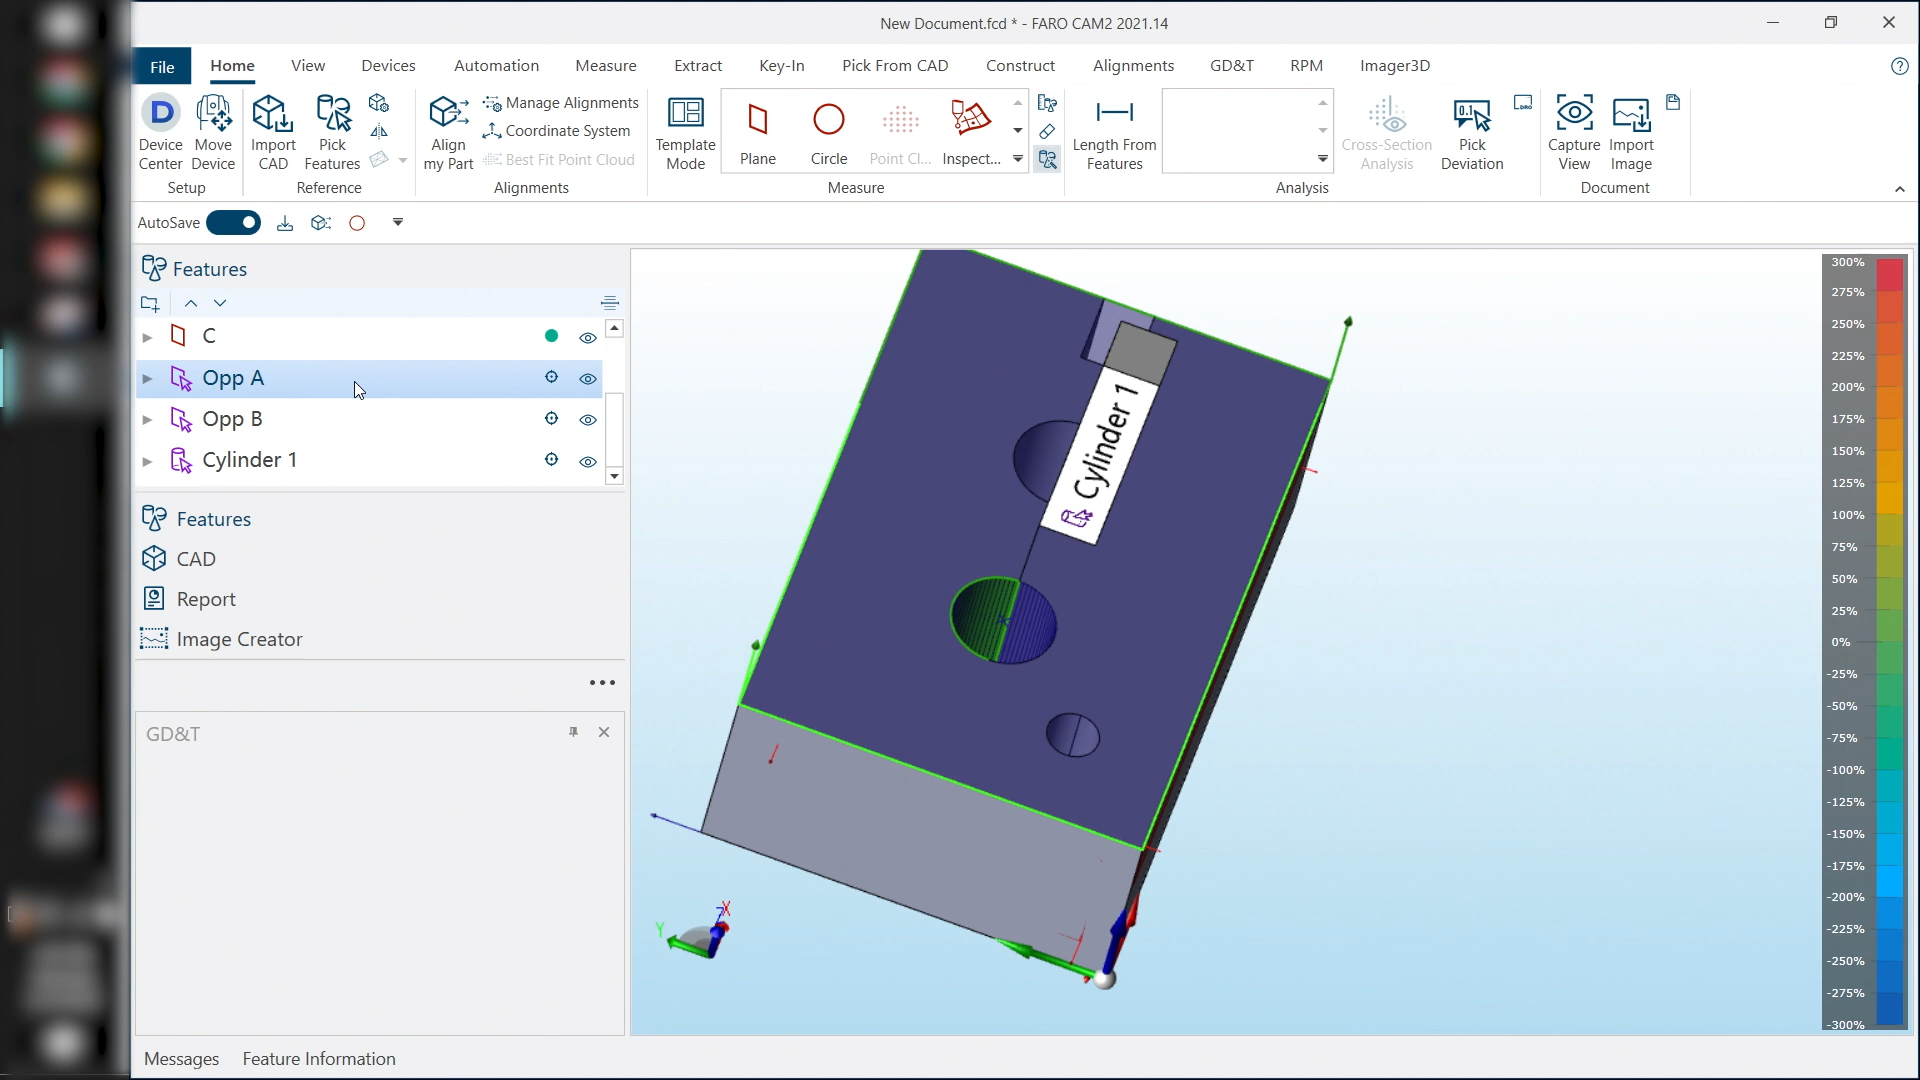 New Document.fcd * - FARO CAM2 2021.14
File Home View Devices Automation Measure Extract Key-In Pick From CAD Construct Alignments GD&T RPM Imager3D
Device Center
Move Device
Setup
Import CAD
Pick Features
Reference
Align my Part
Manage Alignments
Coordinate System
Best Fit Point Cloud
Alignments
Template Mode
Plane
Circle
Point Cl...
Inspect...
Measure
Length From Features
Cross-Section Analysis
0.1
Pick Deviation
DRO
Analysis
Capture View
Import Image
Document
AutoSave
Features
C
Opp A
Opp B
Cylinder 1
Features
CAD
Report
Image Creator
GD&T
Cylinder 1
Y
Z
X
300%
275%
250%
225%
200%
175%
150%
125%
100%
75%
50%
25%
0%
-25%
-50%
-75%
-100%
-125%
-150%
-175%
-200%
-225%
-250%
-275%
-300%
Messages Feature Information